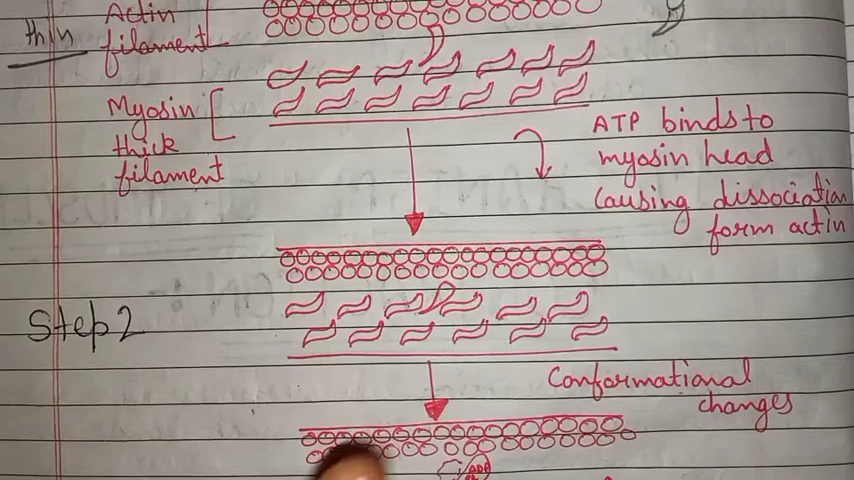 thin
Actin
filament
Myosin
thick
filament
ATP binds to
myosin head
causing dissociation
form actin
Step 2
Conformational
changes